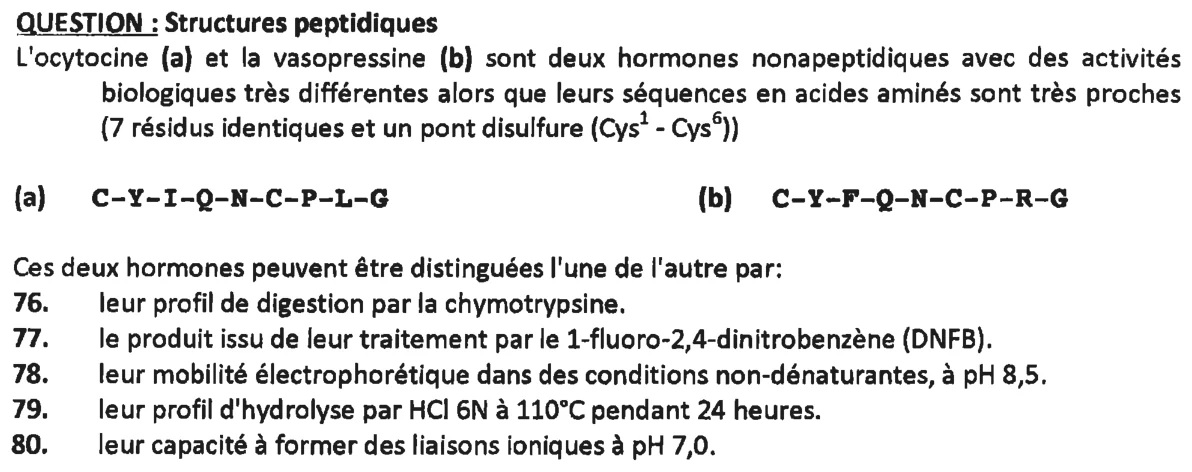 QUESTION : Structures peptidiques
L'ocytocine (a) et la vasopressine (b) sont deux hormones nonapeptidiques avec des activités
biologiques très différentes alors que leurs séquences en acides aminés sont très proches
(7 résidus identiques et un pont disulfure (Cys¹ - Cys⁶))
(a) C-Y-I-Q-N-C-P-L-G (b) C-Y-F-Q-N-C-P-R-G
Ces deux hormones peuvent être distinguées l'une de l'autre par:
76. leur profil de digestion par la chymotrypsine.
77. le produit issu de leur traitement par le 1-fluoro-2,4-dinitrobenzène (DNFB).
78. leur mobilité électrophorétique dans des conditions non-dénaturantes, à pH 8,5.
79. leur profil d'hydrolyse par HCl 6N à 110°C pendant 24 heures.
80. leur capacité à former des liaisons ioniques à pH 7,0.